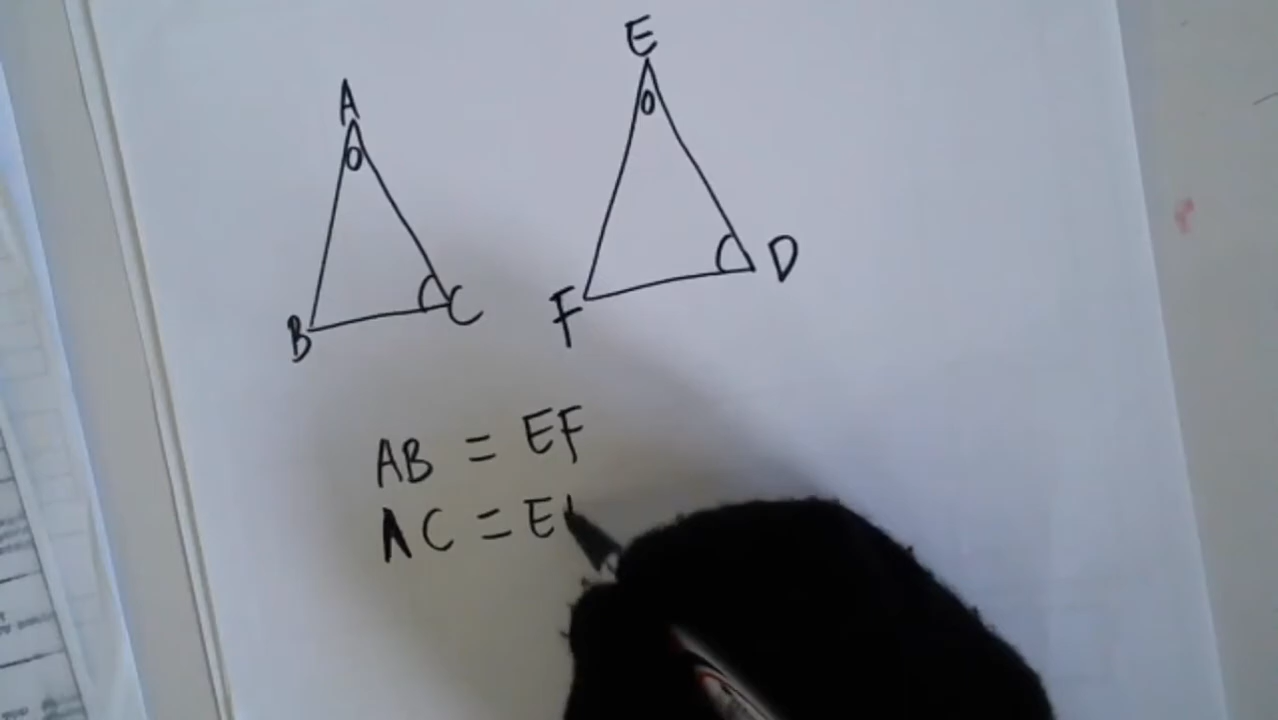 E
A
F
D
B
C
AB = EF
AC = E